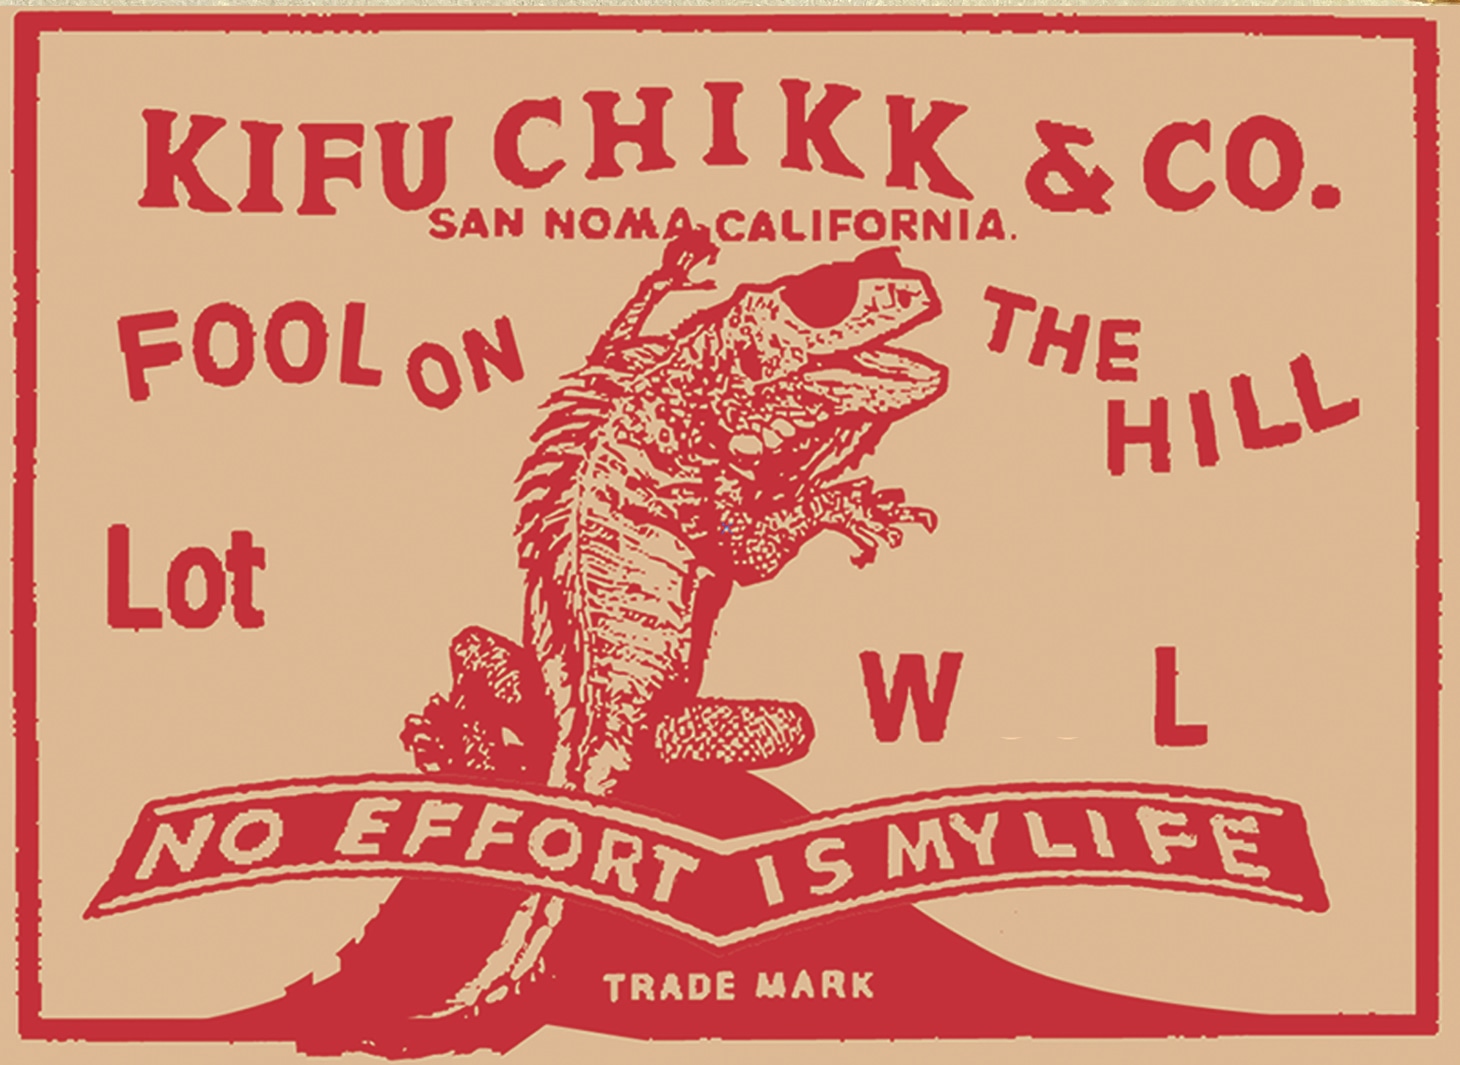 KIFU CHIKK & CO.
SAN NOMA CALIFORNIA.
FOOL ON THE HILL
Lot
W L
NO EFFORT IS MY LIFE
TRADE MARK